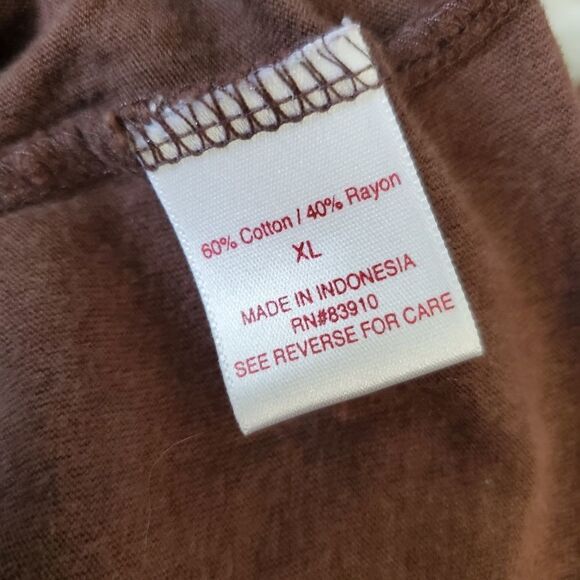 60% Cotton / 40% Rayon
XL
MADE IN INDONESIA
RN#83910
SEE REVERSE FOR CARE